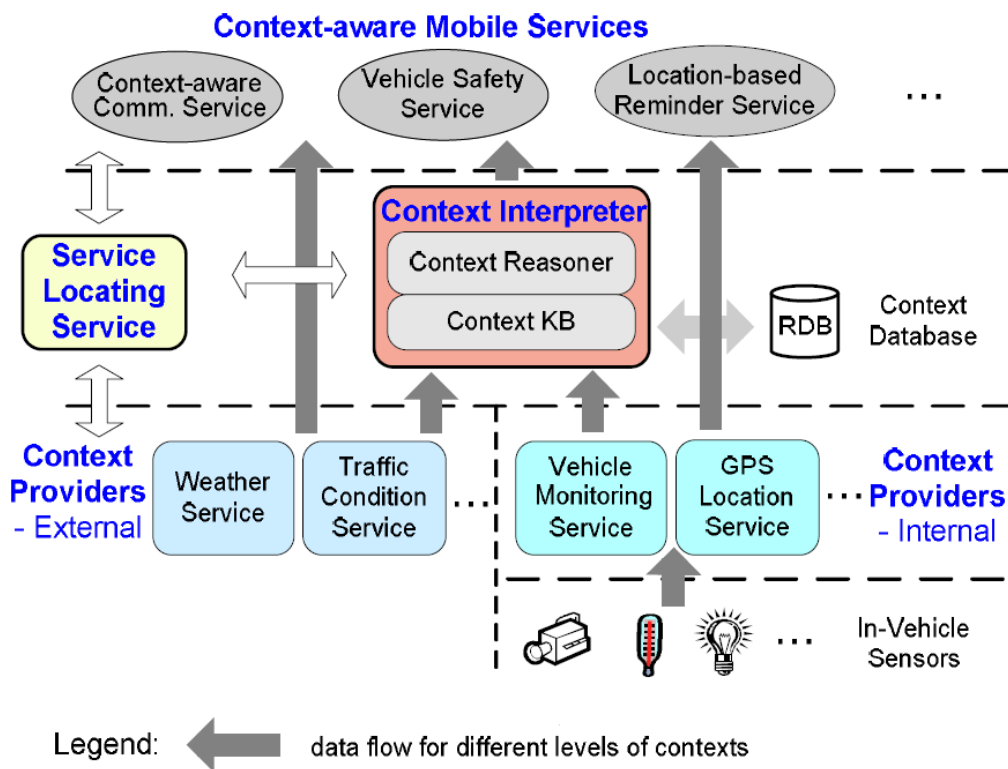 Context-aware Mobile Services
Context-aware
Comm. Service
Vehicle Safety
Service
Location-based
Reminder Service
...
Context Interpreter
Context Reasoner
Context KB
Service
Locating
Service
RDB
Context
Database
Context
Providers
- External
Weather
Service
Traffic
Condition
Service
...
Vehicle
Monitoring
Service
GPS
Location
Service
...
Context
Providers
- Internal
...
In-Vehicle
Sensors
Legend:
data flow for different levels of contexts